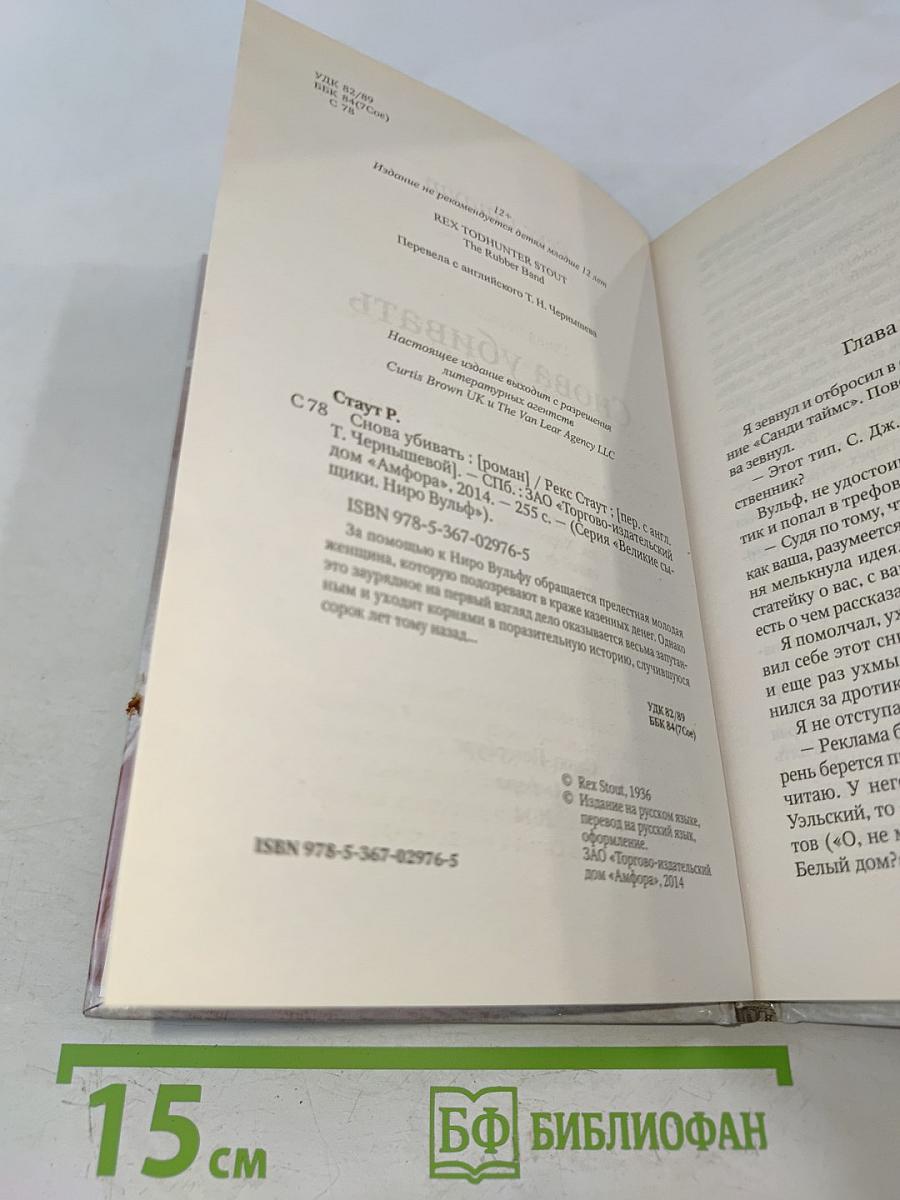 УДК 82/89
ББК 84(7Сое)
С 78
12+
Издание не рекомендуется детям младше 12 лет
REX TODHUNTER STOUT
The Rubber Band
Перевела с английского Т. Н. Чернышева
Настоящее издание выходит с разрешения
литературных агентств
Curtis Brown UK и The Van Lear Agency LLC
Стаут Р.
С 78 Снова убивать : [роман] / Рекс Стаут ; [пер. с англ.
Т. Чернышевой]. — СПб. : ЗАО «Торгово-издательский
дом «Амфора», 2014. — 255 с. — (Серия «Великие сы-
щики. Ниро Вульф»).
ISBN 978-5-367-02976-5
За помощью к Ниро Вульфу обращается прелестная молодая
женщина, которую подозревают в краже казенных денег. Однако
это заурядное на первый взгляд дело оказывается весьма запутан-
ным и уходит корнями в поразительную историю, случившуюся
сорок лет тому назад...
УДК 82/89
ББК 84(7Сое)
© Rex Stout, 1936
© Издание на русском языке,
перевод на русский язык,
оформление.
ЗАО «Торгово-издательский
дом «Амфора», 2014
ISBN 978-5-367-02976-5
Глава
Я зевнул и отбросил в
ние «Санди таймс». Пов
ва зевнул.
— Этот тип. С. Дж.
ственник?
Вульф, не удостои
тик и попал в трефов
— Судя по тому, чт
как ваша, разумеется
ня мелькнула идея.
статейку о вас, с ва
есть о чем рассказа
Я помолчал, ух
вил себе этот сни
и еще раз ухмы
нился за дротик
Я не отступа
— Реклама б
рень берется п
читаю. У нег
Уэльский, то
тов («О, не м
Белый дом?»
15 см
БФ БИБЛИОФАН